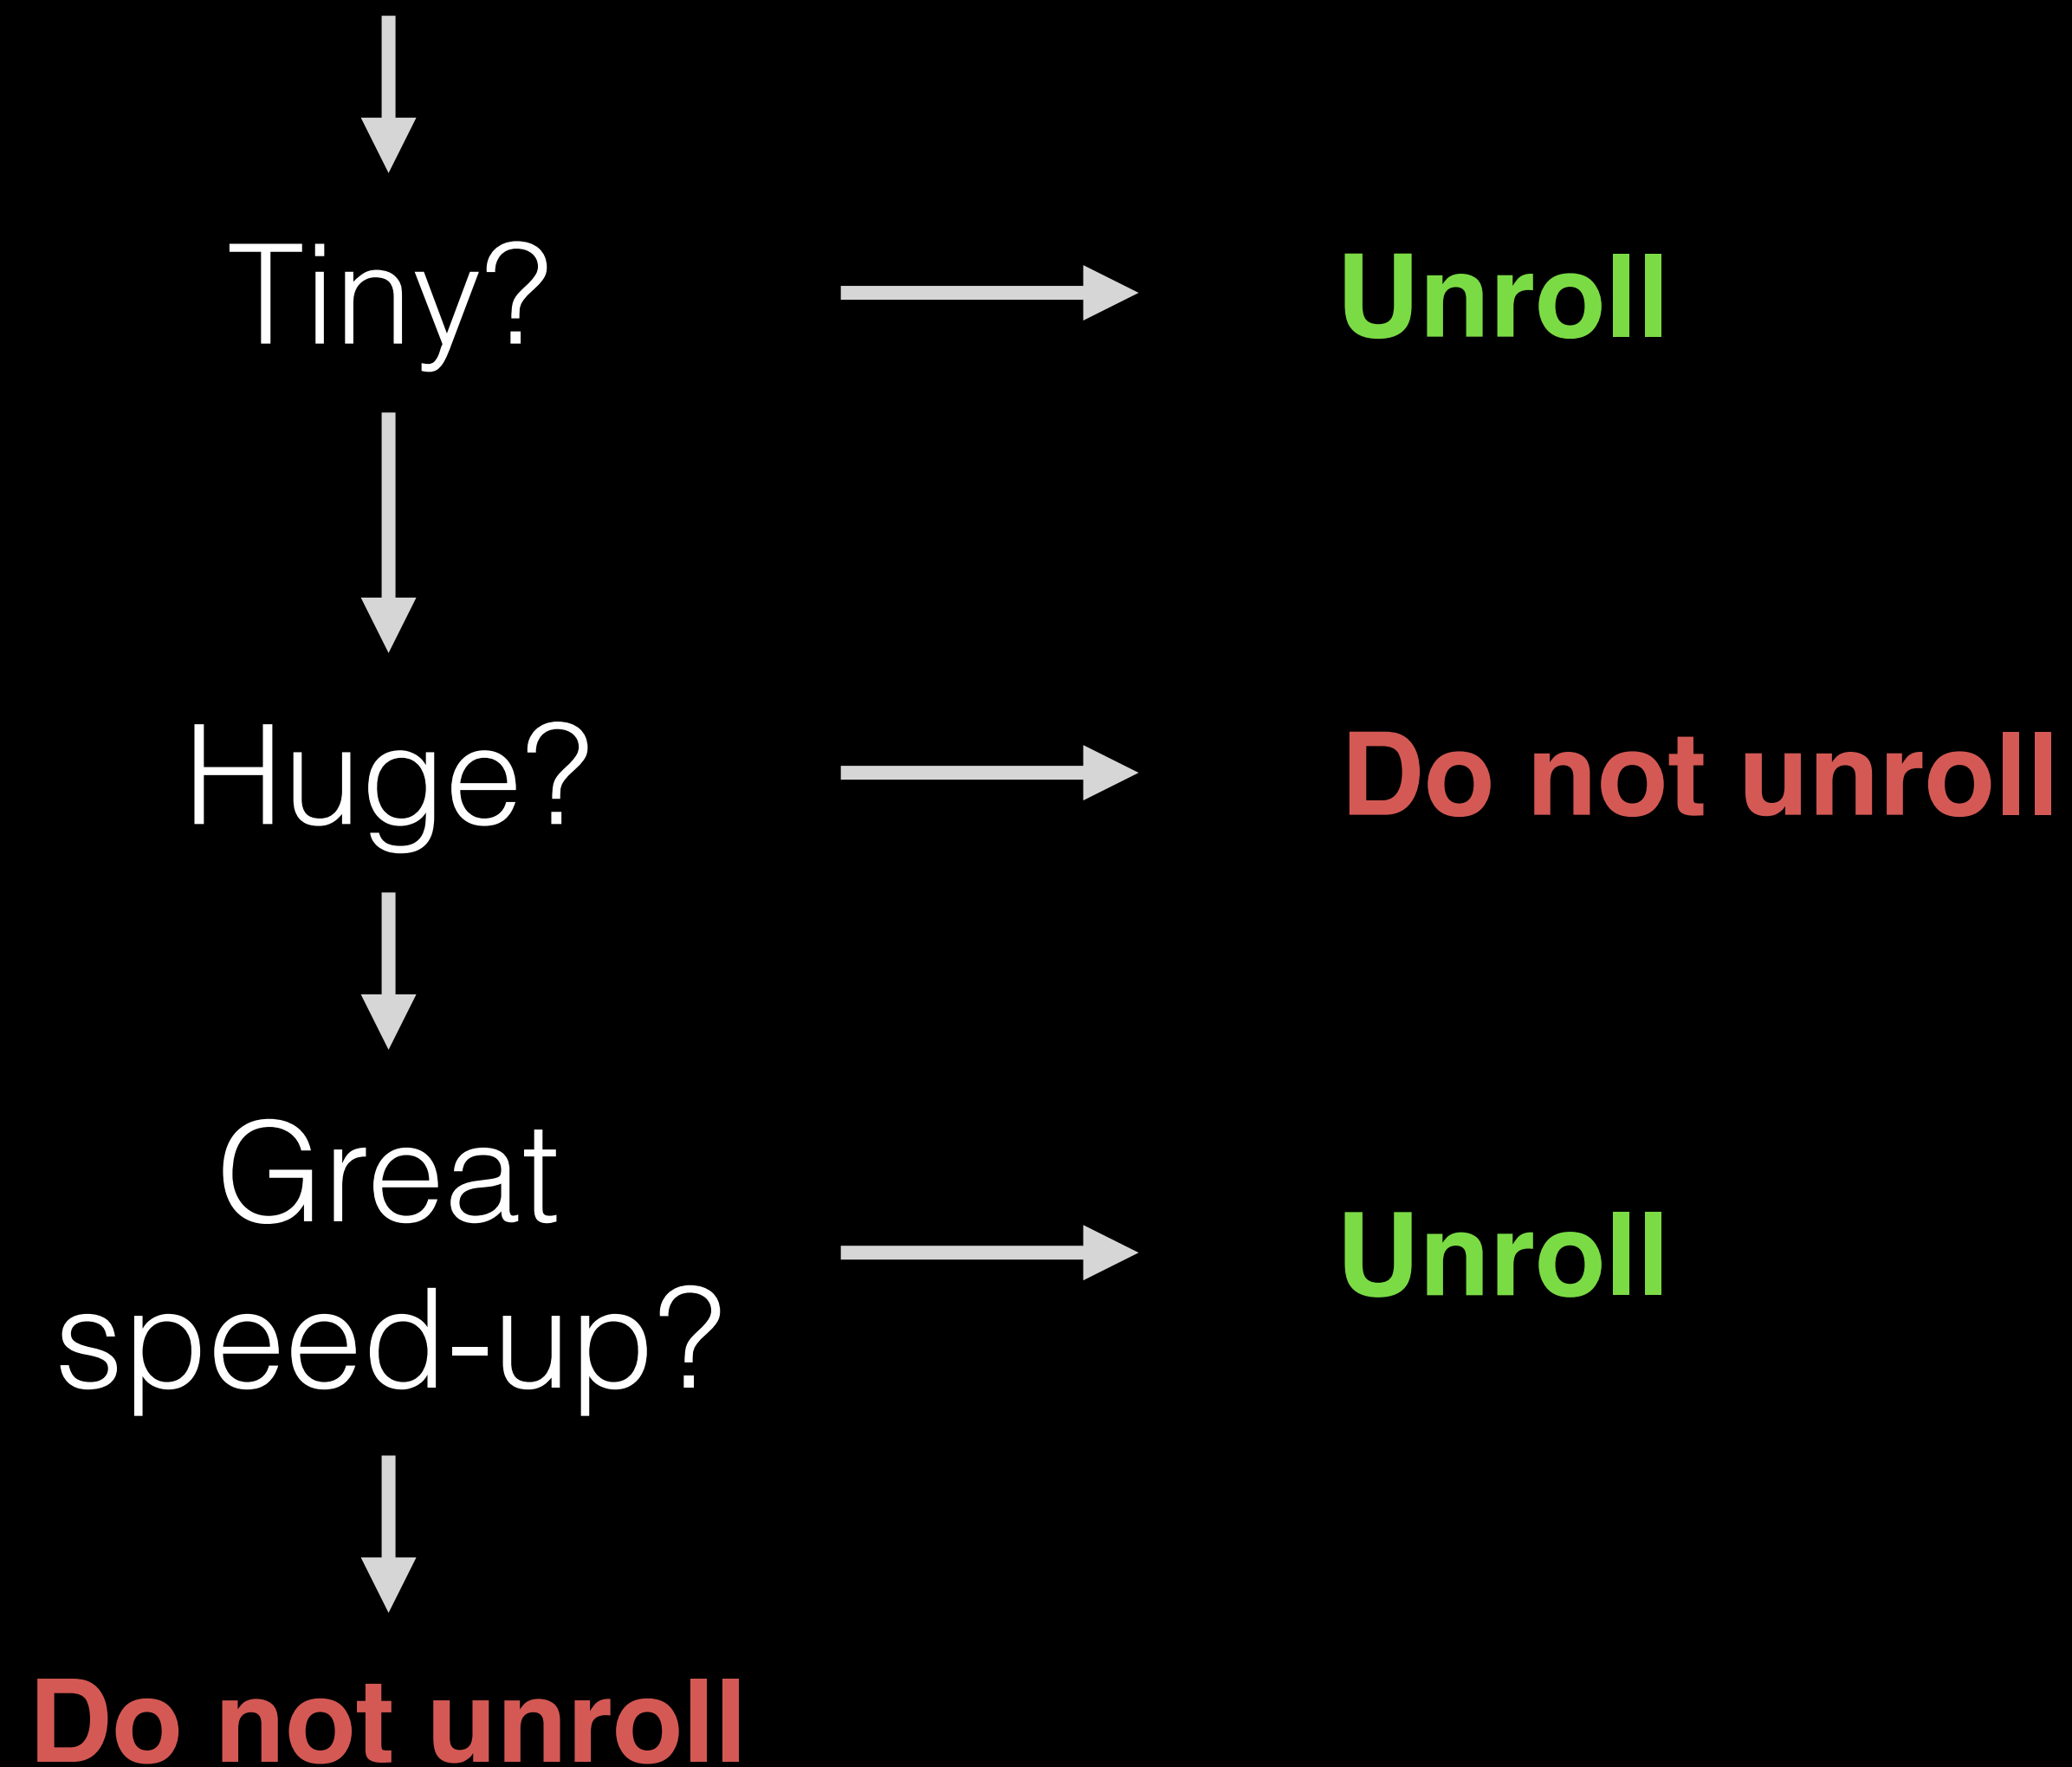 Tiny?
Unroll
Huge?
Do not unroll
Great
speed-up?
Unroll
Do not unroll